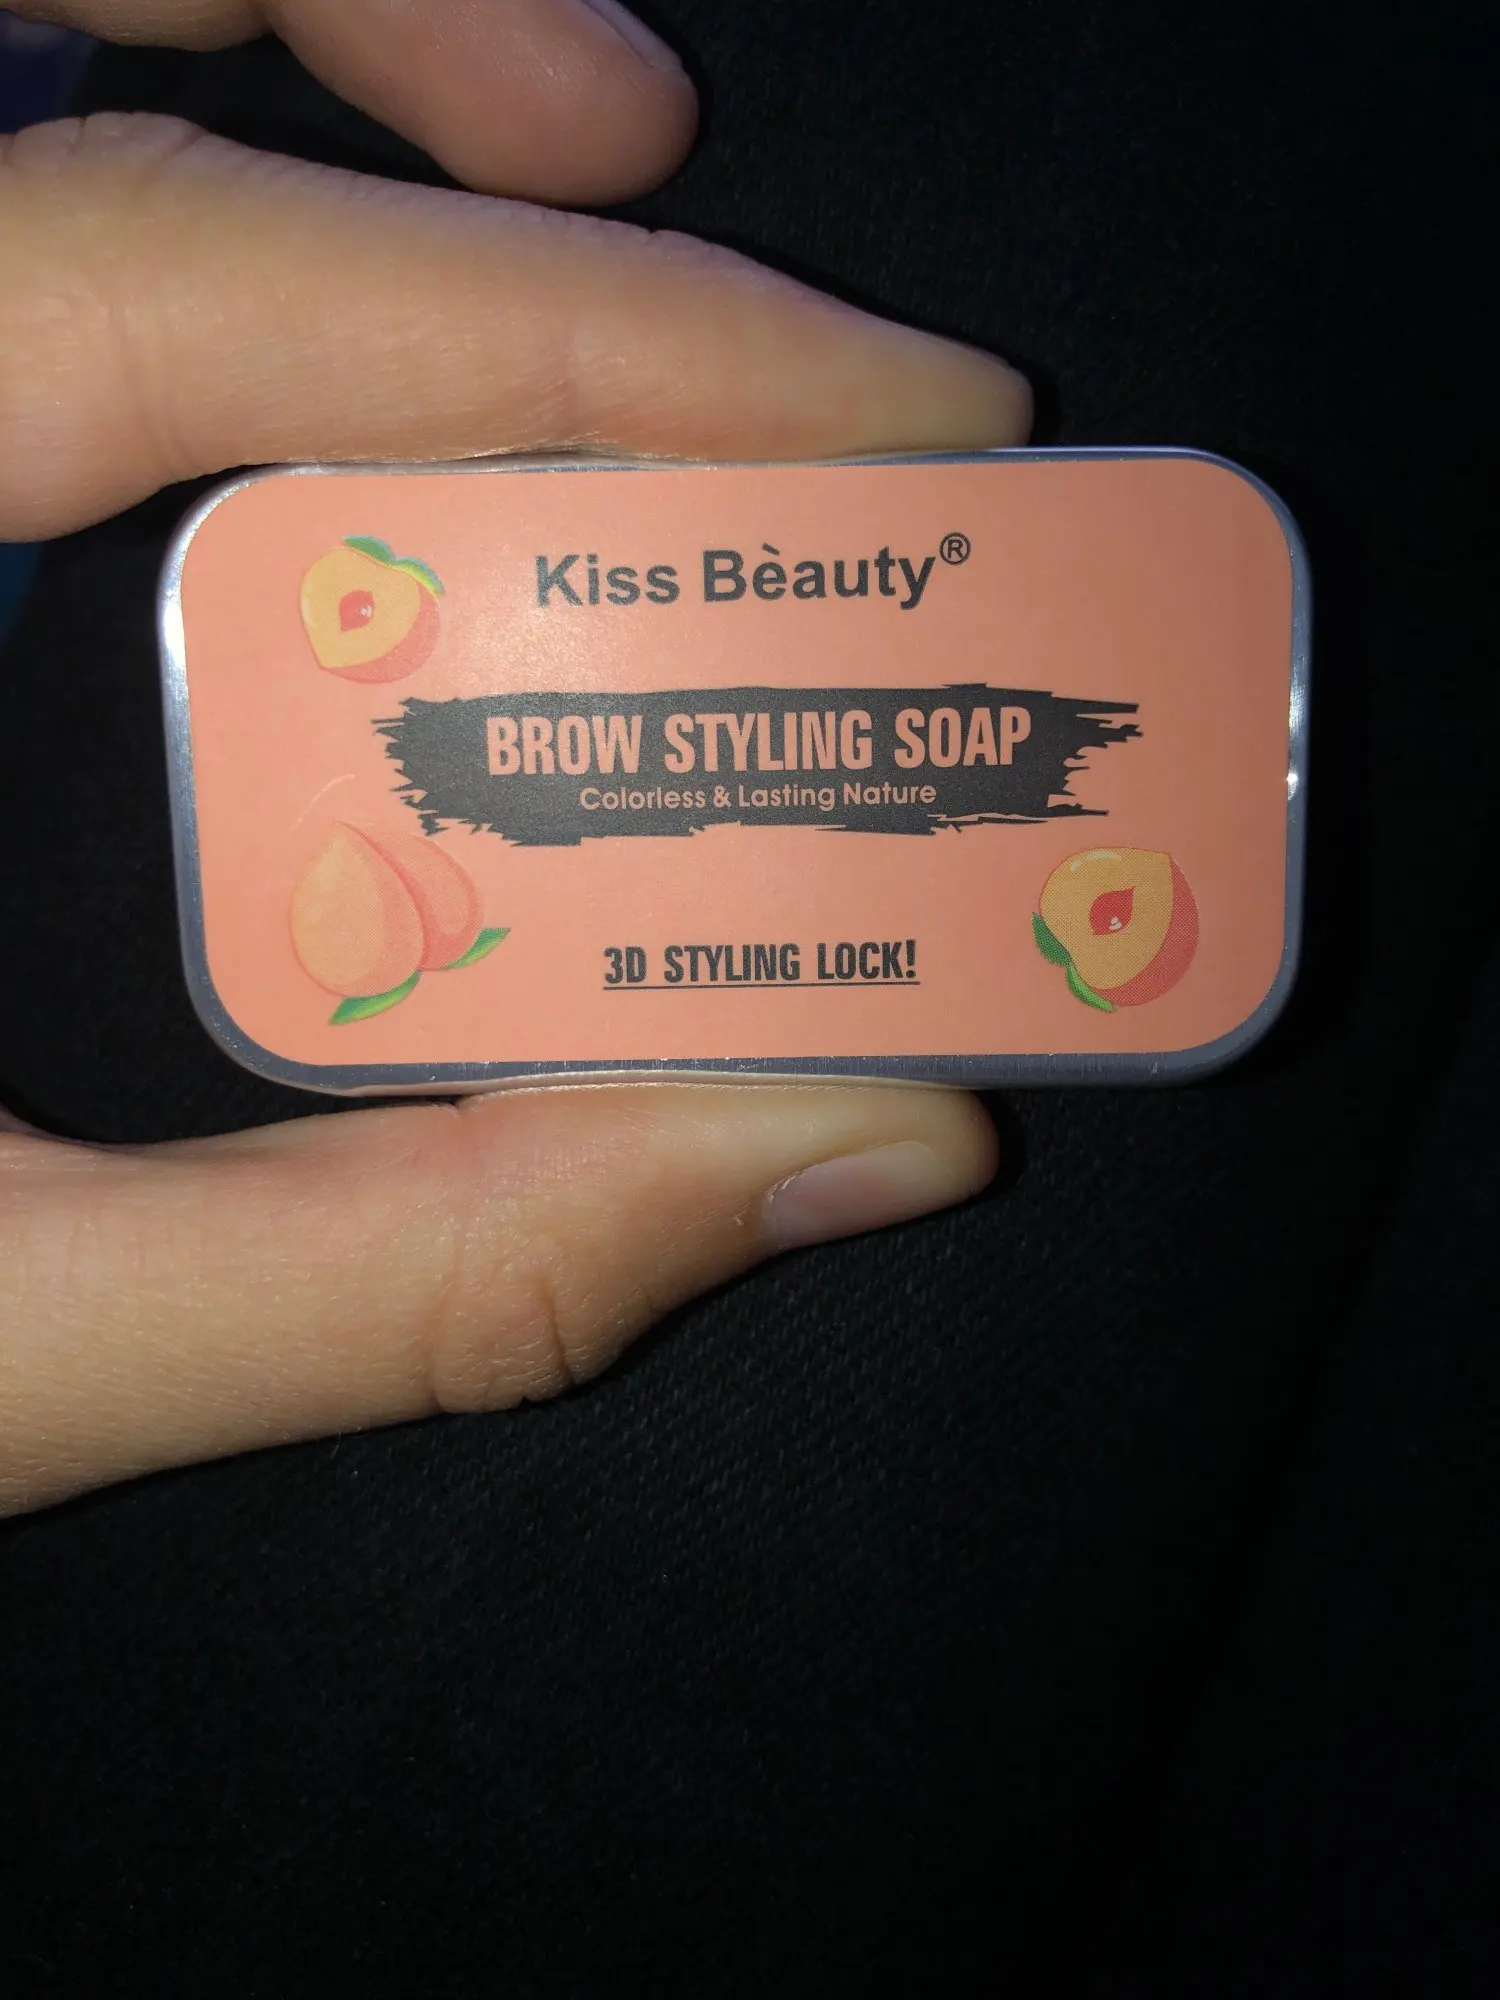 Kiss Bèauty®
BROW STYLING SOAP
Colorless & Lasting Nature
3D STYLING LOCK!